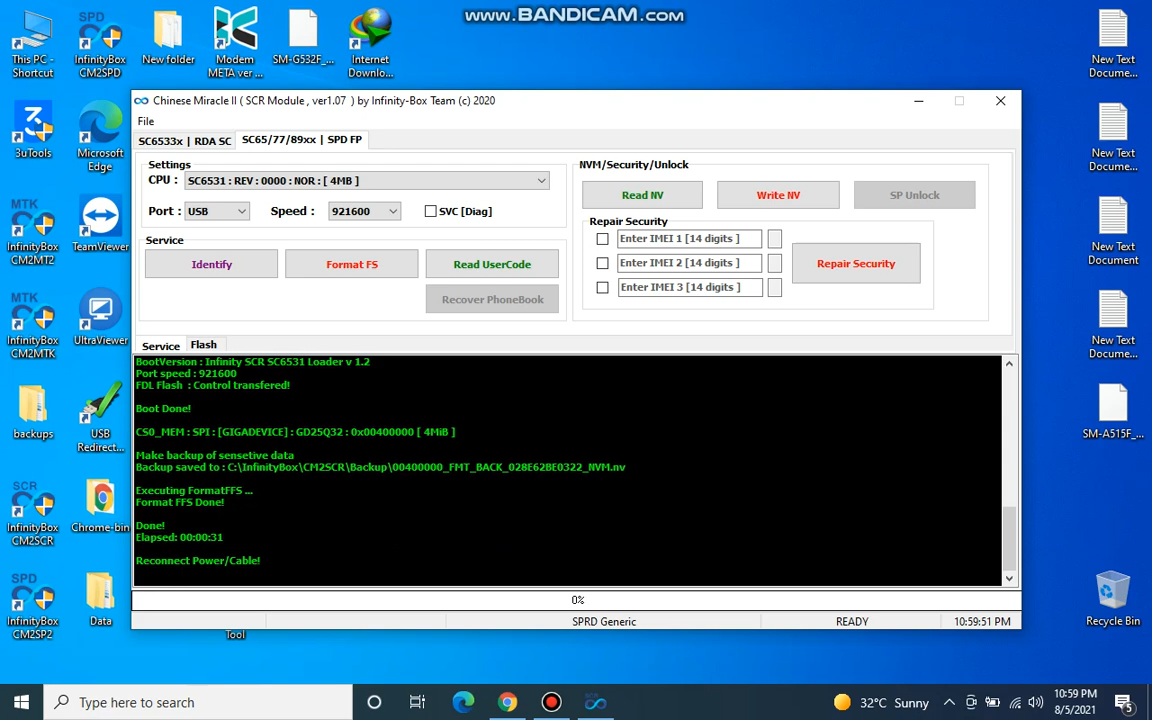 www.BANDICAM.com
This PC -
Shortcut
SPD
InfinityBox
CM2SPD
New folder
Modem
META ver ...
SM-G532F_...
Internet
Downlo...
New Text
Docume...
Chinese Miracle II ( SCR Module , ver1.07 ) by Infinity-Box Team (c) 2020
File
SC6533x | RDA SC
SC65/77/89xx | SPD FP
Settings
CPU :
SC6531 : REV : 0000 : NOR : [ 4MB ]
Port :
USB
Speed :
921600
SVC [Diag]
Service
Identify
Format FS
Read UserCode
Recover PhoneBook
NVM/Security/Unlock
Read NV
Write NV
SP Unlock
Repair Security
Enter IMEI 1 [14 digits ]
Enter IMEI 2 [14 digits ]
Enter IMEI 3 [14 digits ]
Repair Security
Service
Flash
BootVersion : Infinity SCR SC6531 Loader v 1.2
Port speed : 921600
FDL Flash : Control transfered!
Boot Done!
CS0_MEM : SPI : [GIGADEVICE] : GD25Q32 : 0x00400000 [ 4MiB ]
Make backup of sensetive data
Backup saved to : C:\InfinityBox\CM2SCR\Backup\00400000_FMT_BACK_028E62BE0322_NVM.nv
Executing FormatFFS ...
Format FFS Done!
Done!
Elapsed: 00:00:31
Reconnect Power/Cable!
0%
SPRD Generic
READY
10:59:51 PM
3uTools
Microsoft
Edge
MTK
InfinityBox
CM2MT2
TeamViewer
MTK
InfinityBox
CM2MTK
UltraViewer
backups
USB
Redirect...
SCR
InfinityBox
CM2SCR
Chrome-bin
SPD
InfinityBox
CM2SP2
Data
Tool
New Text
Docume...
New Text
Document
New Text
Docume...
SM-A515F_...
Recycle Bin
Type here to search
SCR
32°C Sunny
10:59 PM
8/5/2021
5